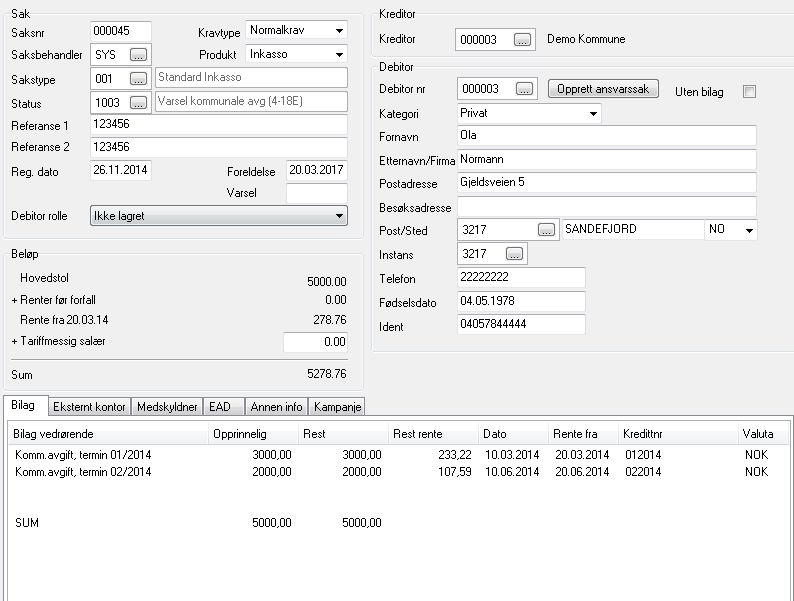 Sak
Saksnr 000045 Kravtype Normalkrav
Saksbehandler SYS ... Produkt Inkasso
Sakstype 001 ... Standard Inkasso
Status 1003 ... Varsel kommunale avg (4-18E)
Referanse 1 123456
Referanse 2 123456
Reg. dato 26.11.2014 Foreldelse 20.03.2017
Varsel
Debitor rolle Ikke lagret
Beløp
Hovedstol 5000.00
+ Renter før forfall 0.00
Rente fra 20.03.14 278.76
+ Tariffmessig salær 0.00
Sum 5278.76
Kreditor
Kreditor 000003 ... Demo Kommune
Debitor
Debitor nr 000003 ... Opprett ansvarssak Uten bilag
Kategori Privat
Fornavn Ola
Etternavn/Firma Normann
Postadresse Gjeldsveien 5
Besøksadresse
Post/Sted 3217 ... SANDEFJORD NO
Instans 3217 ...
Telefon 22222222
Fødselsdato 04.05.1978
Ident 04057844444
Bilag Eksternt kontor Medskyldner EAD Annen info Kampanje
Bilag vedrørende Opprinnelig Rest Rest rente Dato Rente fra Kredittnr Valuta
Komm.avgift, termin 01/2014 3000,00 3000,00 233,22 10.03.2014 20.03.2014 012014 NOK
Komm.avgift, termin 02/2014 2000,00 2000,00 107,59 10.06.2014 20.06.2014 022014 NOK
SUM 5000,00 5000,00